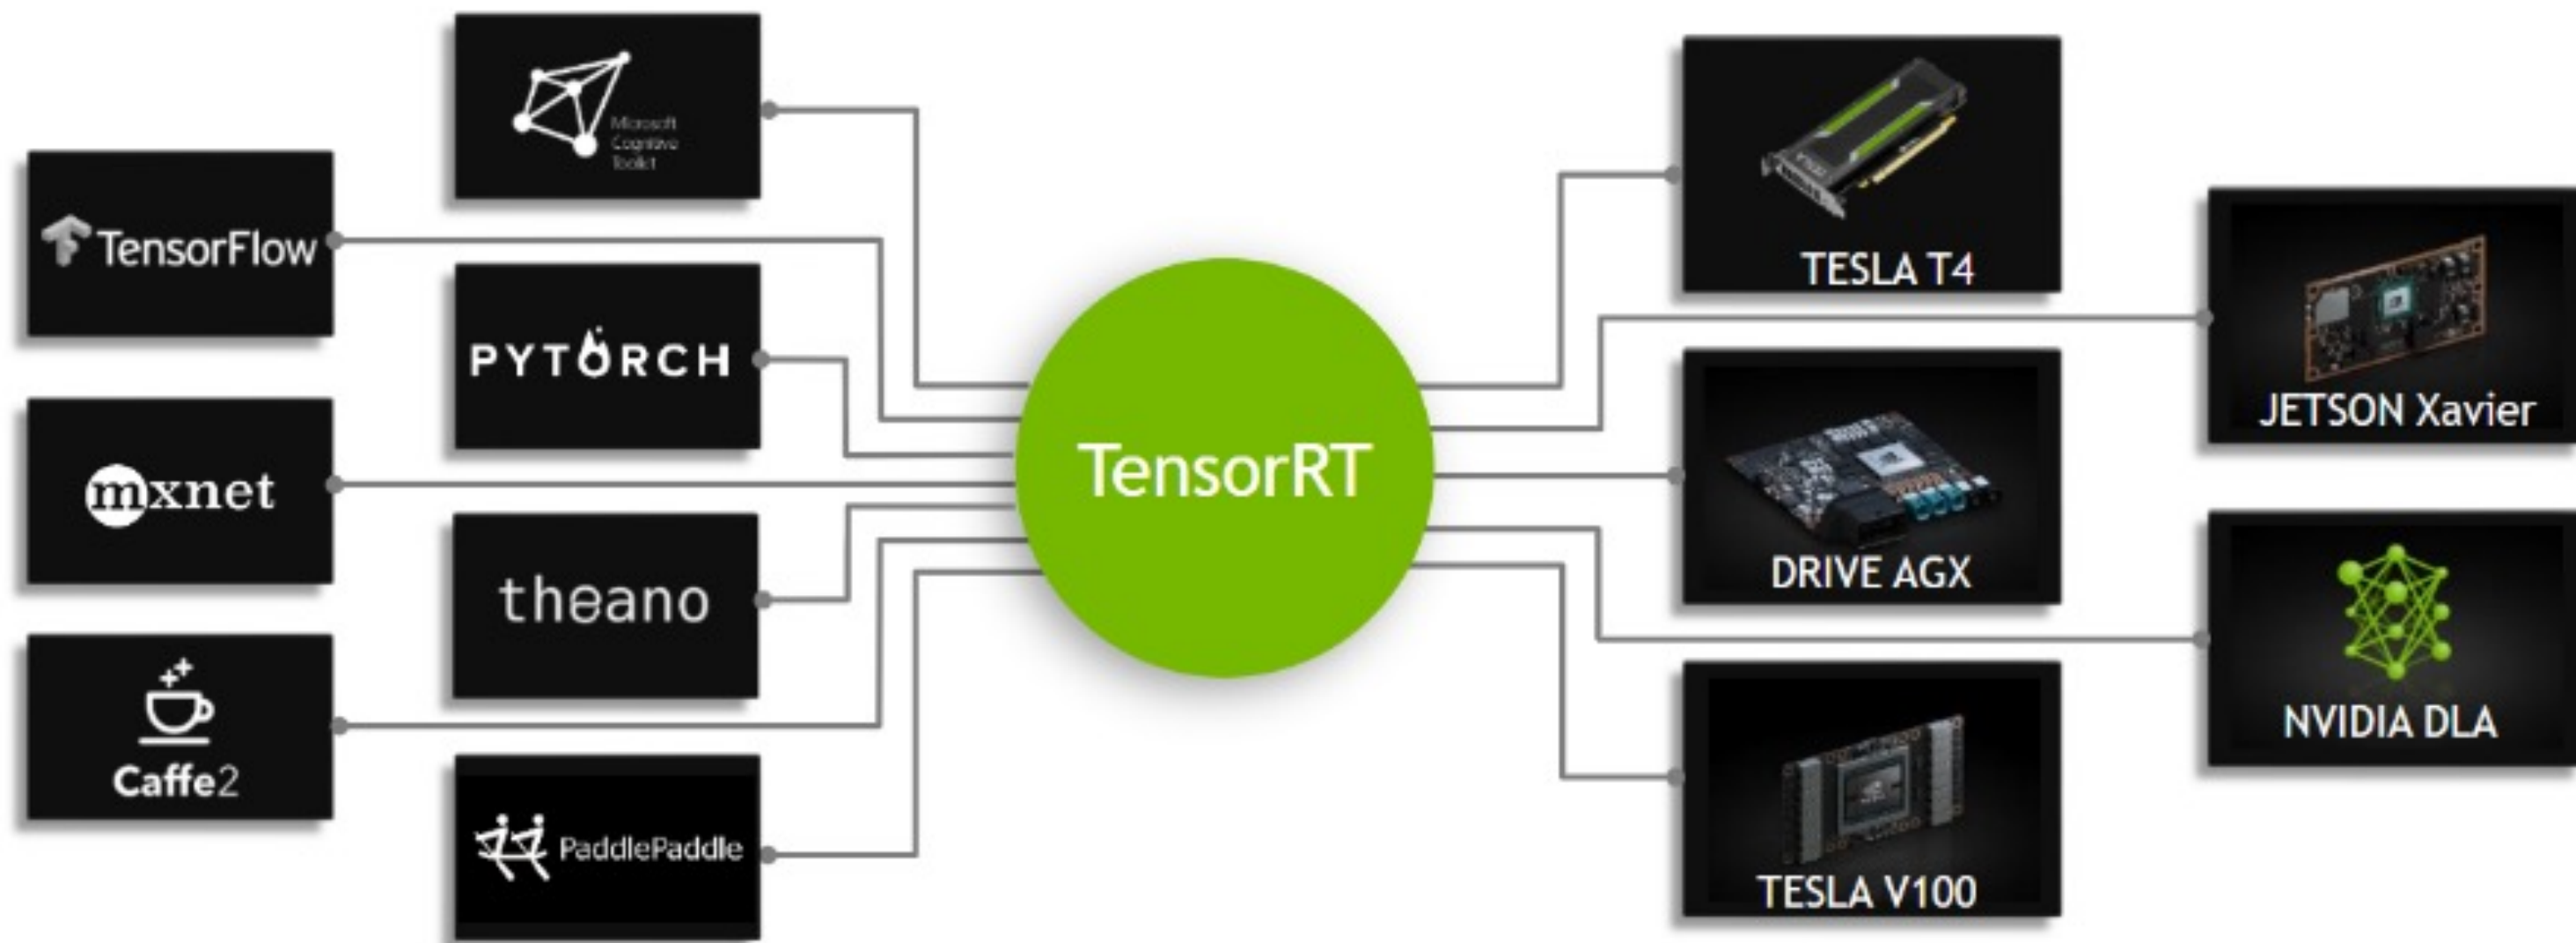 Microsoft
Cognitive
Toolkit
TensorFlow
PYTORCH
mxnet
theano
Caffe2
PaddlePaddle
TensorRT
TESLA T4
JETSON Xavier
DRIVE AGX
NVIDIA DLA
TESLA V100
TESLA